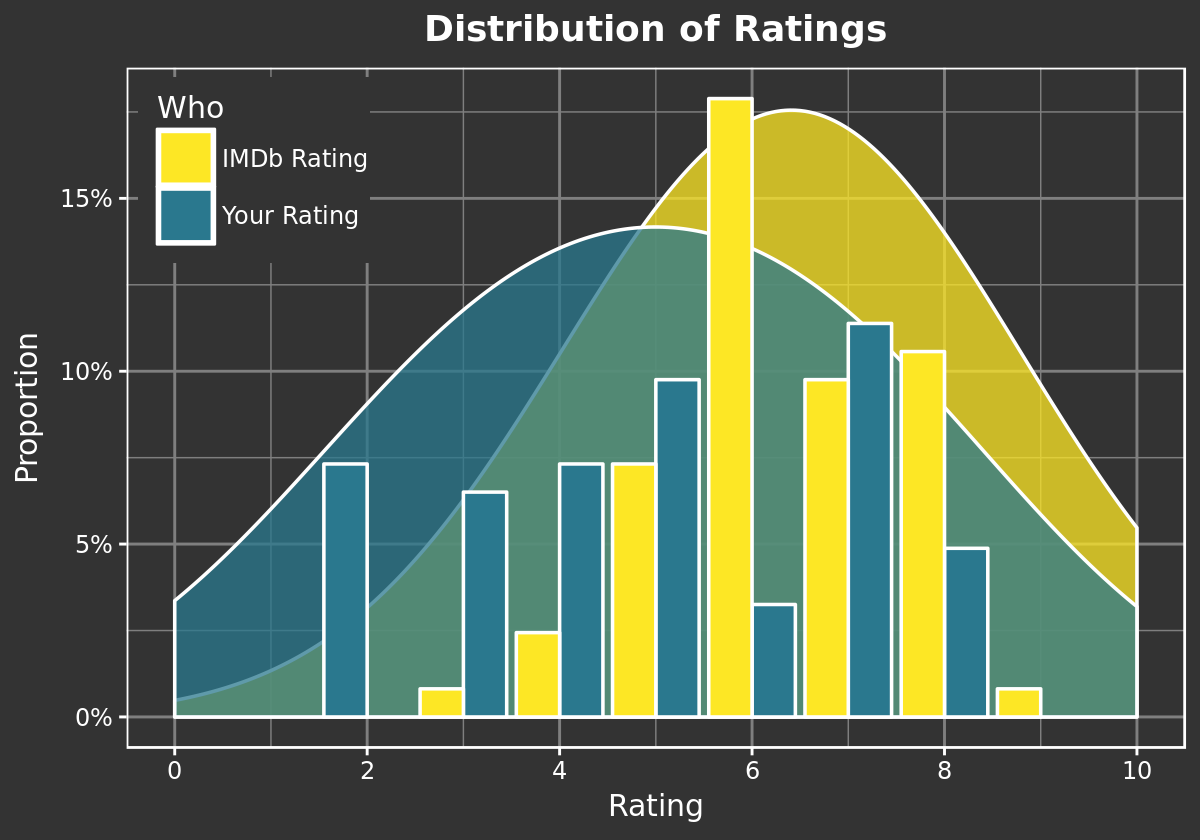 Distribution of Ratings
Who
IMDb Rating
Your Rating
Proportion
15%
10%
5%
0%
0 2 4 6 8 10
Rating